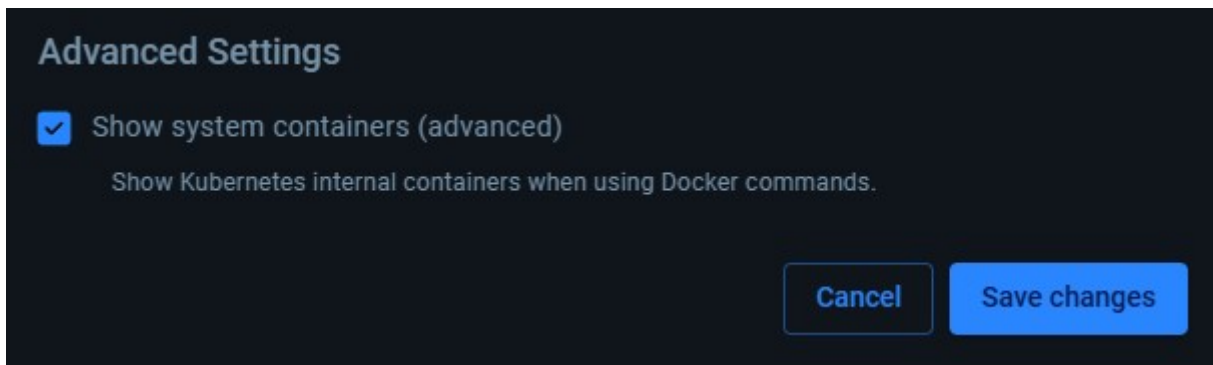 Advanced Settings
Show system containers (advanced)
Show Kubernetes internal containers when using Docker commands.
Cancel
Save changes